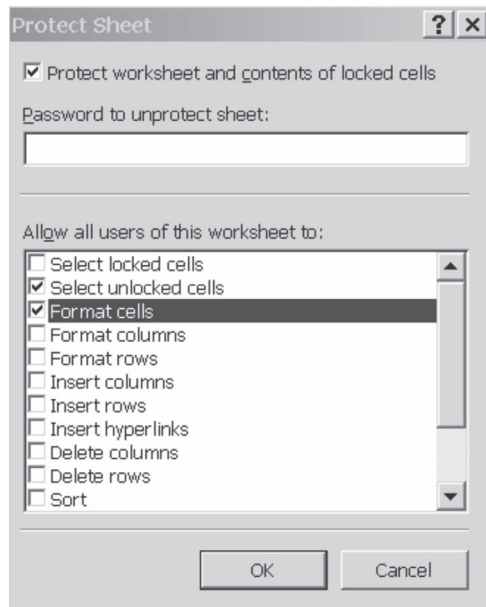 Protect Sheet ? ×
Protect worksheet and contents of locked cells
Password to unprotect sheet:
Allow all users of this worksheet to:
Select locked cells
Select unlocked cells
Format cells
Format columns
Format rows
Insert columns
Insert rows
Insert hyperlinks
Delete columns
Delete rows
Sort
OK Cancel